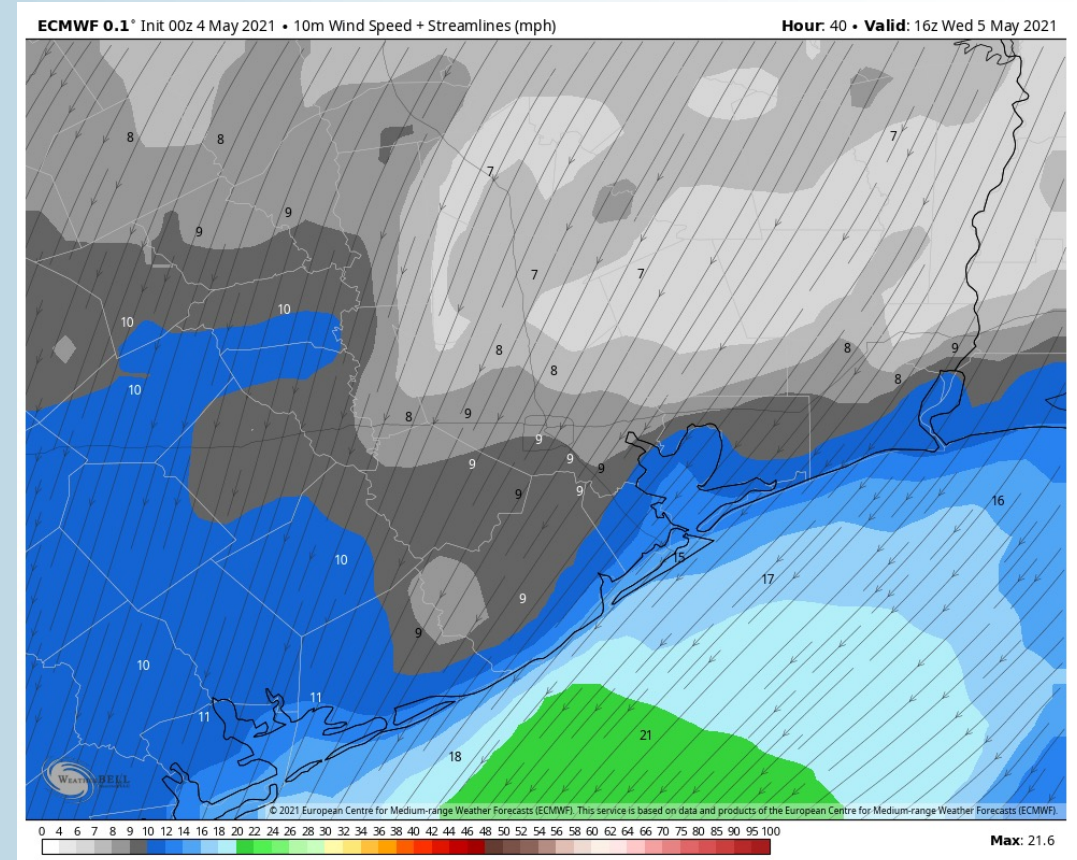 ECMWF 0.1° Init 00z 4 May 2021 • 10m Wind Speed + Streamlines (mph) Hour: 40 • Valid: 16z Wed 5 May 2021
8 8 7 7
9 9
7 7
10 10
8 8 8 9
10 8
8 9
9 9 9 9
9 9 16
10 15 17
9
9
10
11 11
18 21
WEATHERBELL
© 2021 European Centre for Medium-range Weather Forecasts (ECMWF). This service is based on data and products of the European Centre for Medium-range Weather Forecasts (ECMWF).
0 4 6 7 8 9 10 12 14 16 18 20 22 24 26 28 30 32 34 36 38 40 42 44 46 48 50 52 54 56 58 60 62 64 66 70 75 80 85 90 95 100 Max: 21.6